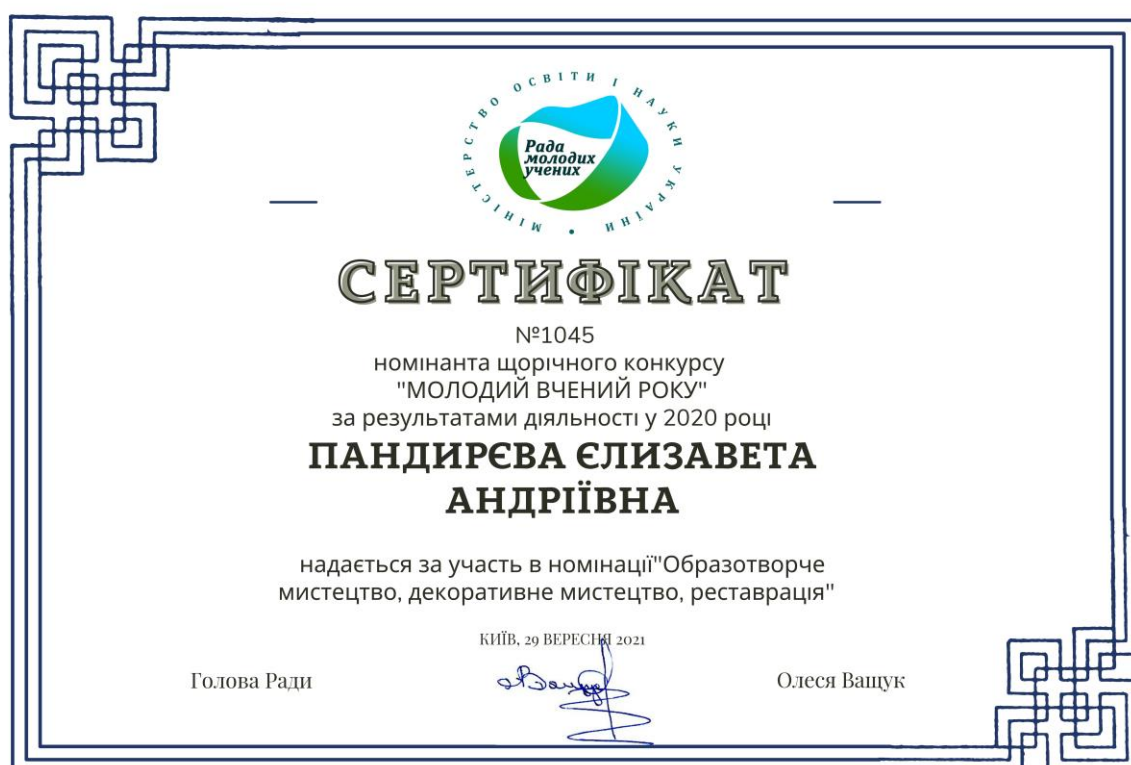 МІНІСТЕРСТВО ОСВІТИ І НАУКИ УКРАЇНИ •
Рада
молодих
учених
СЕРТИФІКАТ
№1045
номінанта щорічного конкурсу
"МОЛОДИЙ ВЧЕНИЙ РОКУ"
за результатами діяльності у 2020 році
ПАНДИРЄВА ЄЛИЗАВЕТА
АНДРІЇВНА
надається за участь в номінації"Образотворче
мистецтво, декоративне мистецтво, реставрація"
КИЇВ, 29 ВЕРЕСНЯ 2021
Голова Ради
Олеся Ващук